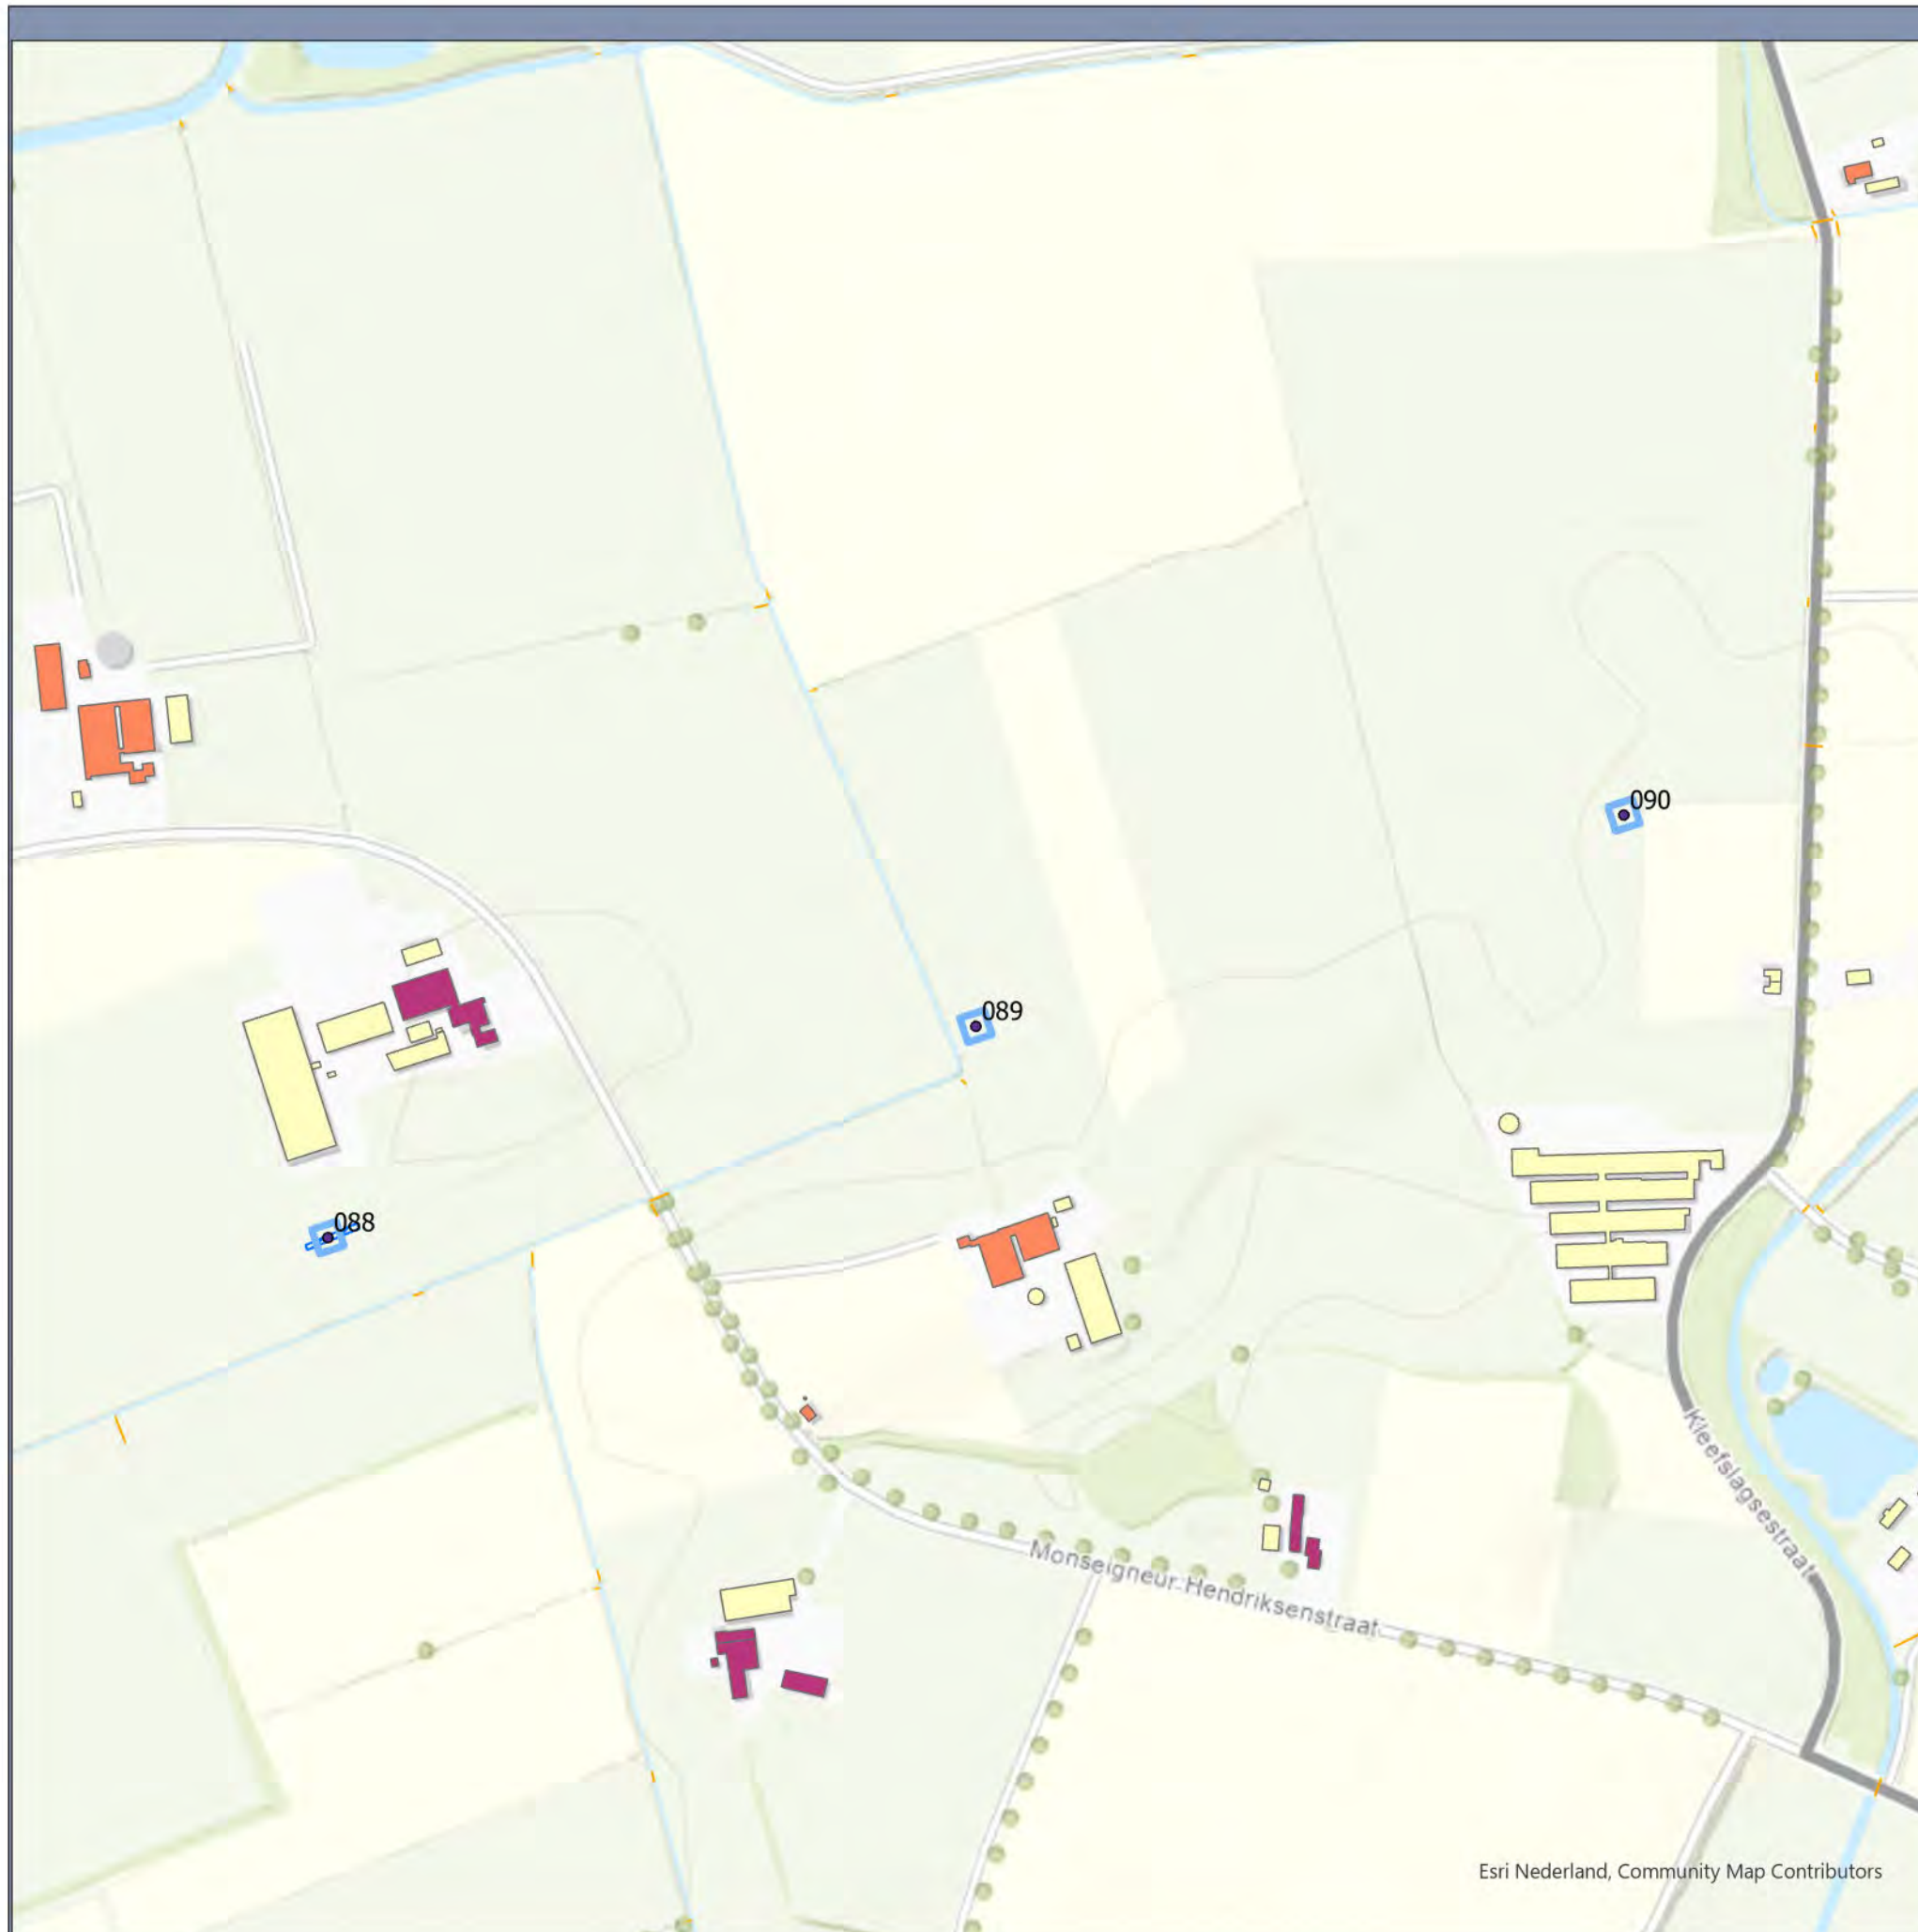 090
089
088
Kleefslagsestraat
Monseigneur Hendriksenstraat
Esri Nederland, Community Map Contributors